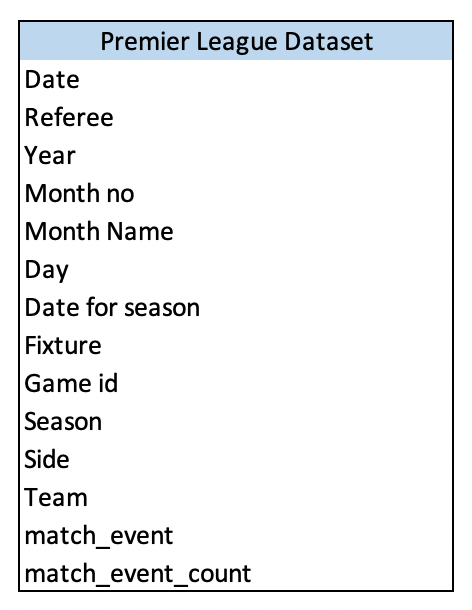 Premier League Dataset
Date
Referee
Year
Month no
Month Name
Day
Date for season
Fixture
Game id
Season
Side
Team
match_event
match_event_count